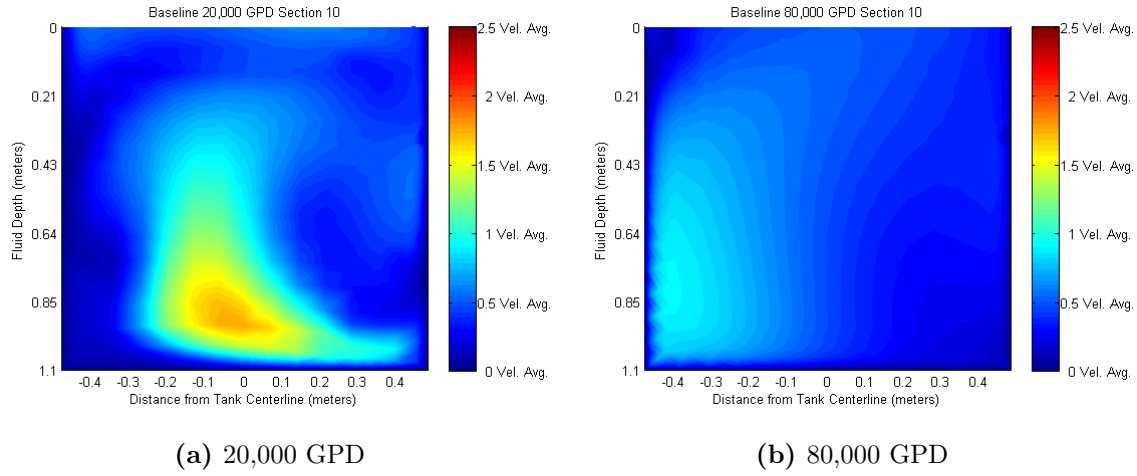 Baseline 20,000 GPD Section 10
0
0.21
0.43
0.64
0.85
1.1
Fluid Depth (meters)
-0.4 -0.3 -0.2 -0.1 0 0.1 0.2 0.3 0.4
Distance from Tank Centerline (meters)
2.5 Vel. Avg.
2 Vel. Avg.
1.5 Vel. Avg.
1 Vel. Avg.
0.5 Vel. Avg.
0 Vel. Avg.
(a) 20,000 GPD
Baseline 80,000 GPD Section 10
0
0.21
0.43
0.64
0.85
1.1
Fluid Depth (meters)
-0.4 -0.3 -0.2 -0.1 0 0.1 0.2 0.3 0.4
Distance from Tank Centerline (meters)
2.5 Vel. Avg.
2 Vel. Avg.
1.5 Vel. Avg.
1 Vel. Avg.
0.5 Vel. Avg.
0 Vel. Avg.
(b) 80,000 GPD